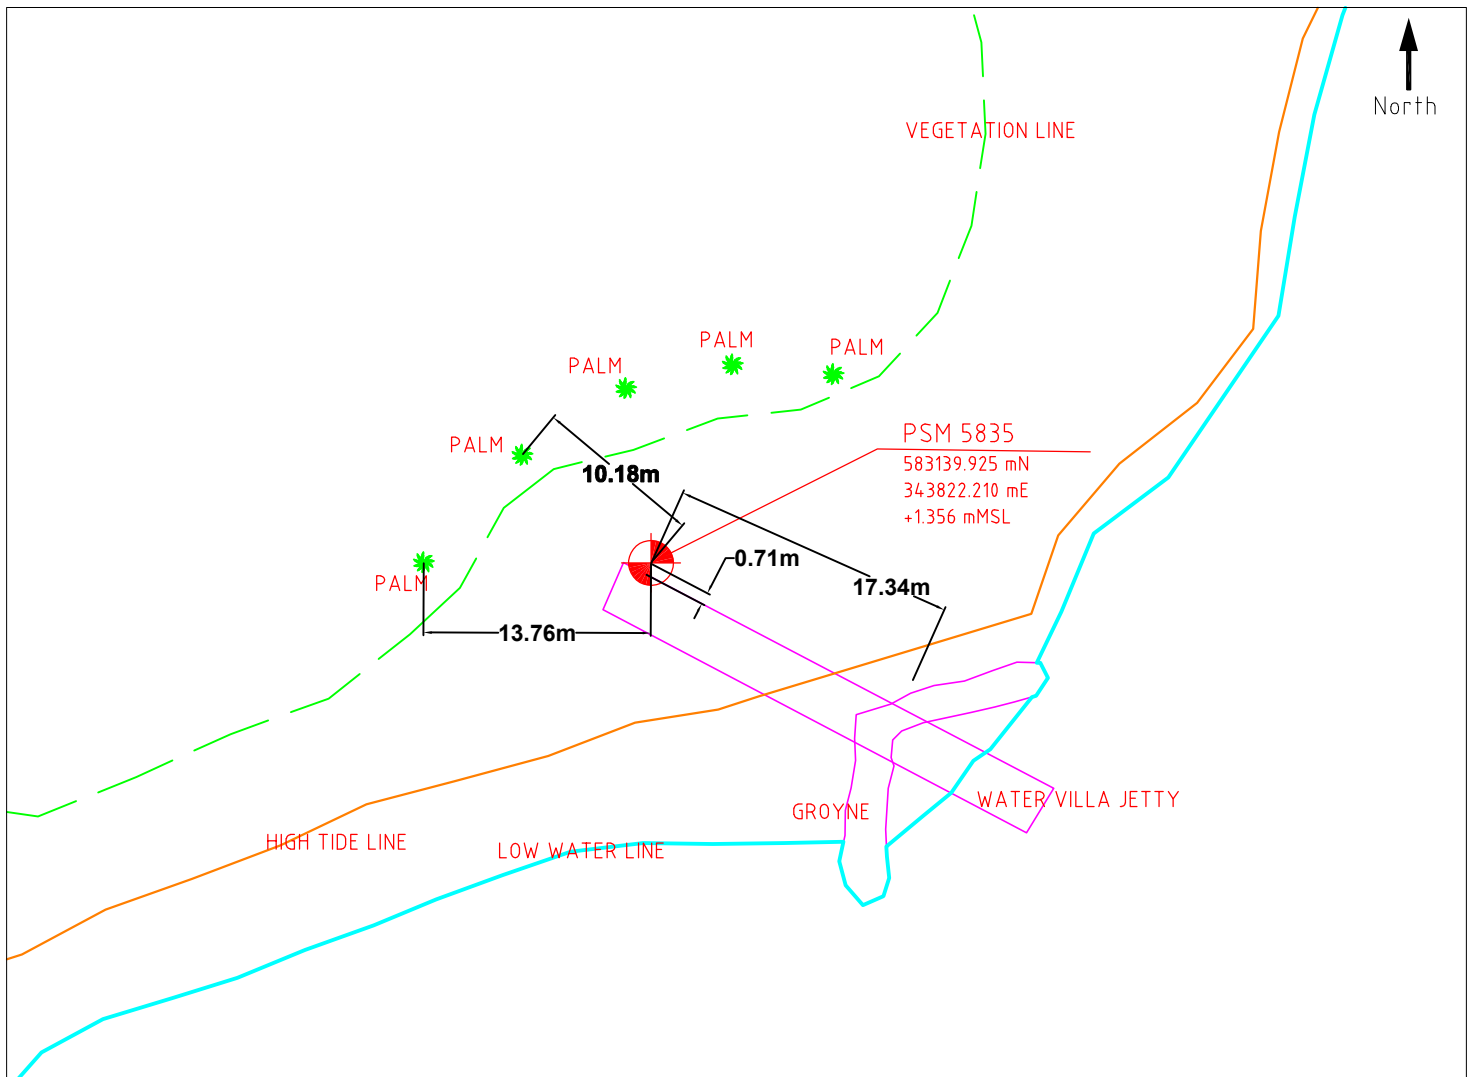 North
VEGETATION LINE
PALM
PALM
PALM
PALM
PSM 5835
583139.925 mN
343822.210 mE
+1.356 mMSL
10.18m
0.71m
17.34m
PALM
13.76m
WATER VILLA JETTY
GROYNE
HIGH TIDE LINE
LOW WATER LINE